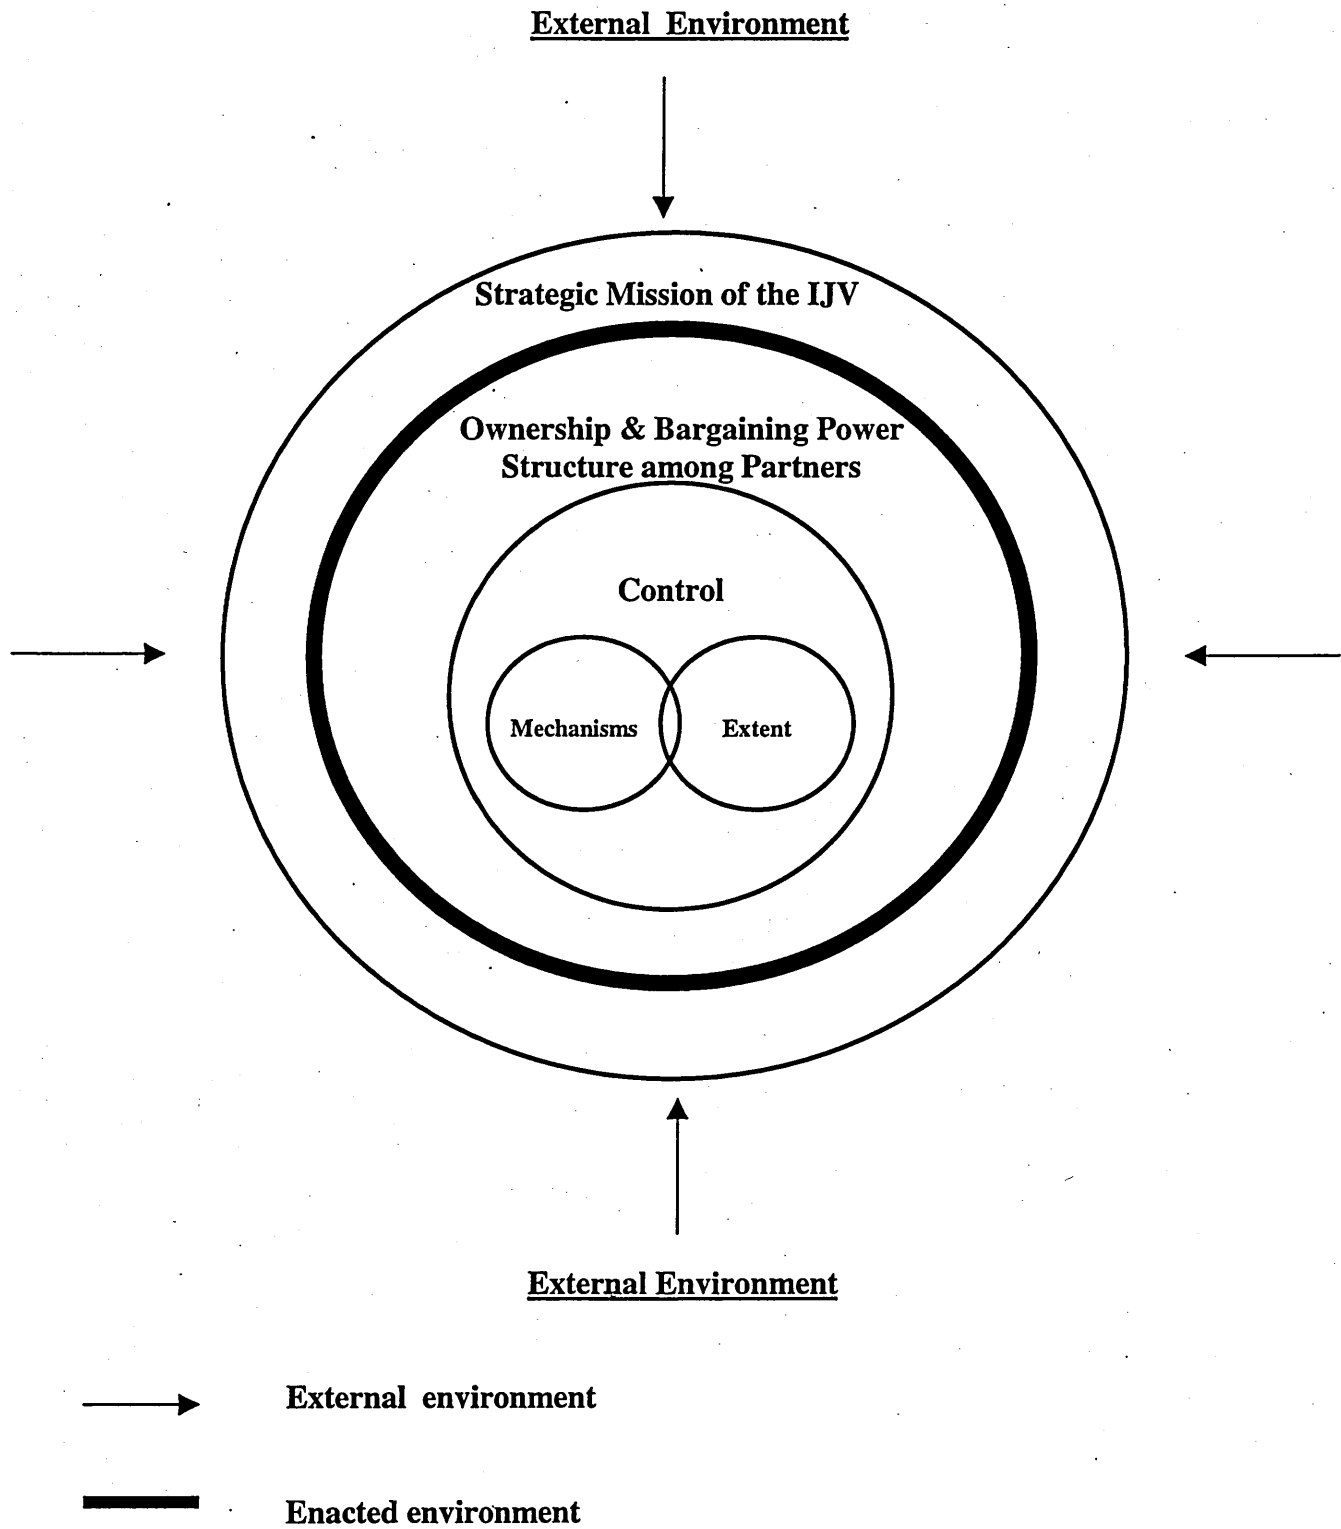 External Environment
Strategic Mission of the IJV
Ownership & Bargaining Power
Structure among Partners
Control
Mechanisms
Extent
External Environment
External environment
Enacted environment